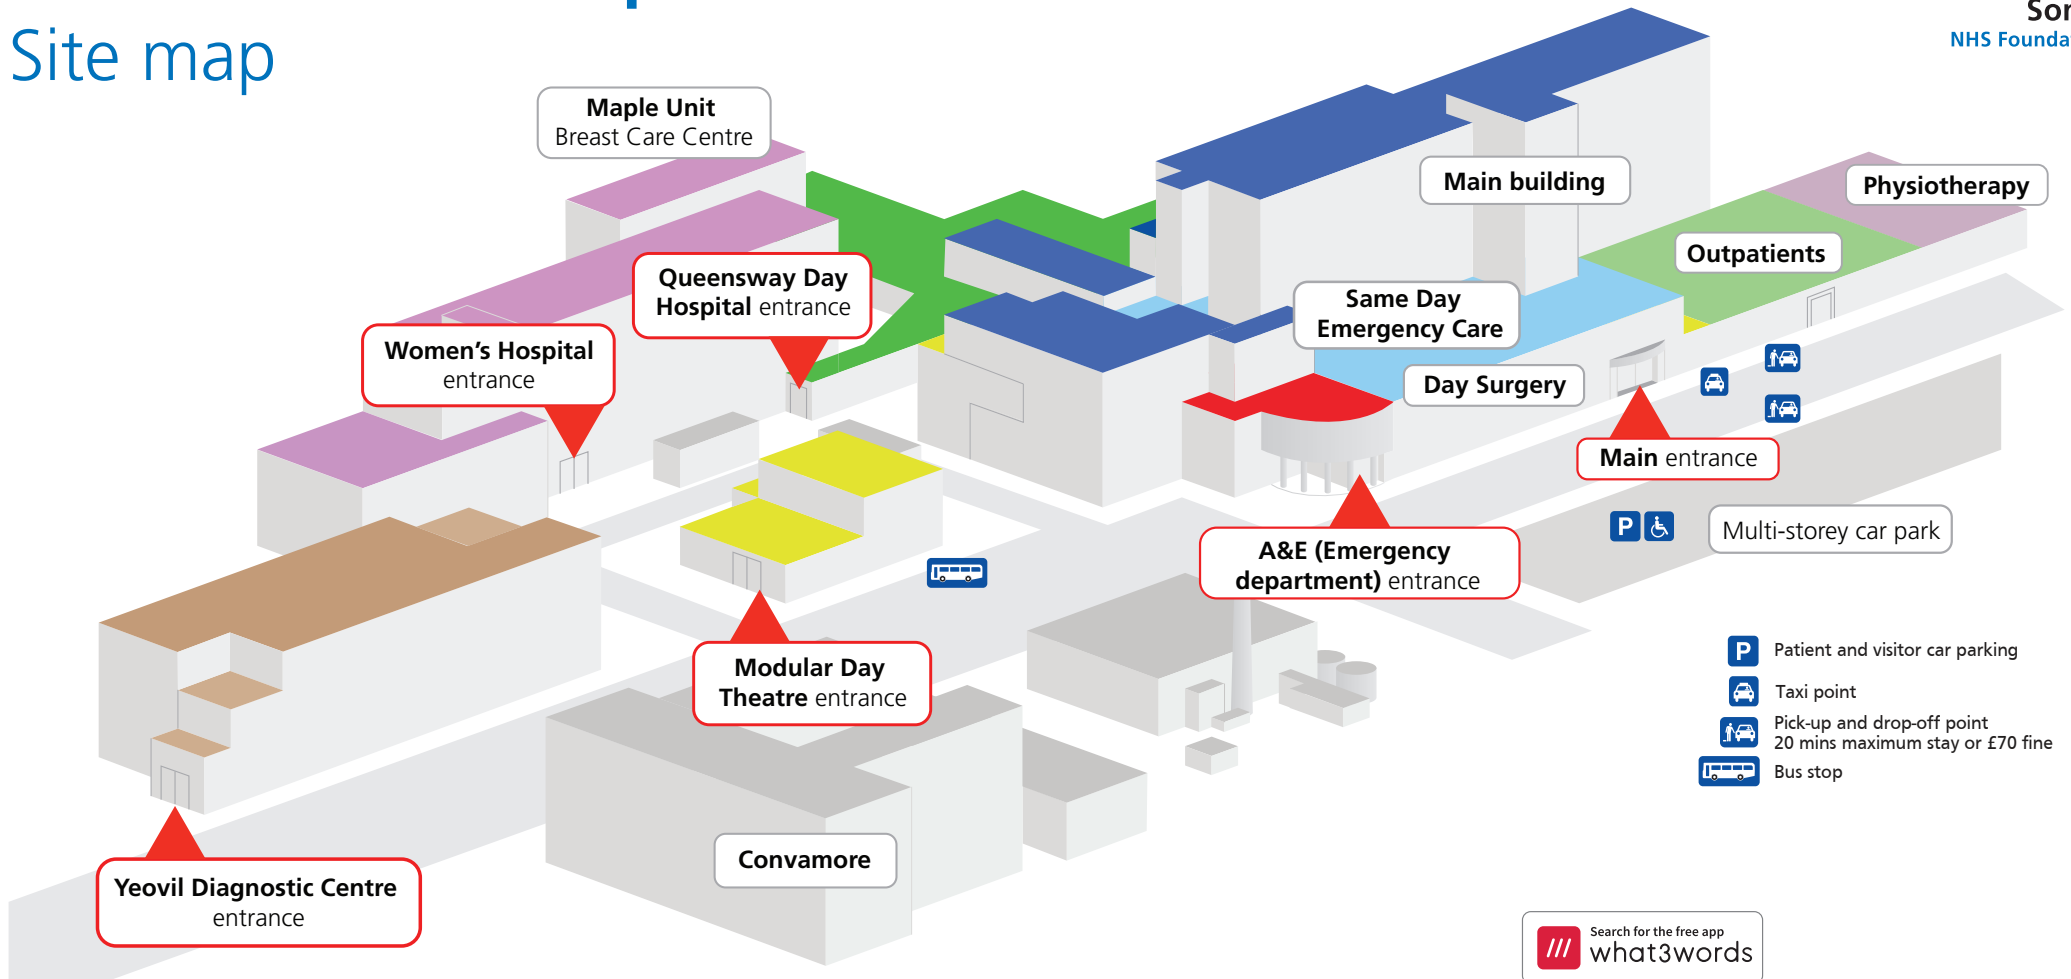 Site map
NHS Founda
Maple Unit
Breast Care Centre
Main building
Physiotherapy
Outpatients
Queensway Day
Hospital entrance
Same Day
Emergency Care
Women's Hospital
entrance
Day Surgery
Main entrance
P
Multi-storey car park
A&E (Emergency
department) entrance
Modular Day
Theatre entrance
P Patient and visitor car parking
Taxi point
Pick-up and drop-off point
20 mins maximum stay or £70 fine
Bus stop
Convamore
Yeovil Diagnostic Centre
entrance
Search for the free app
what3words